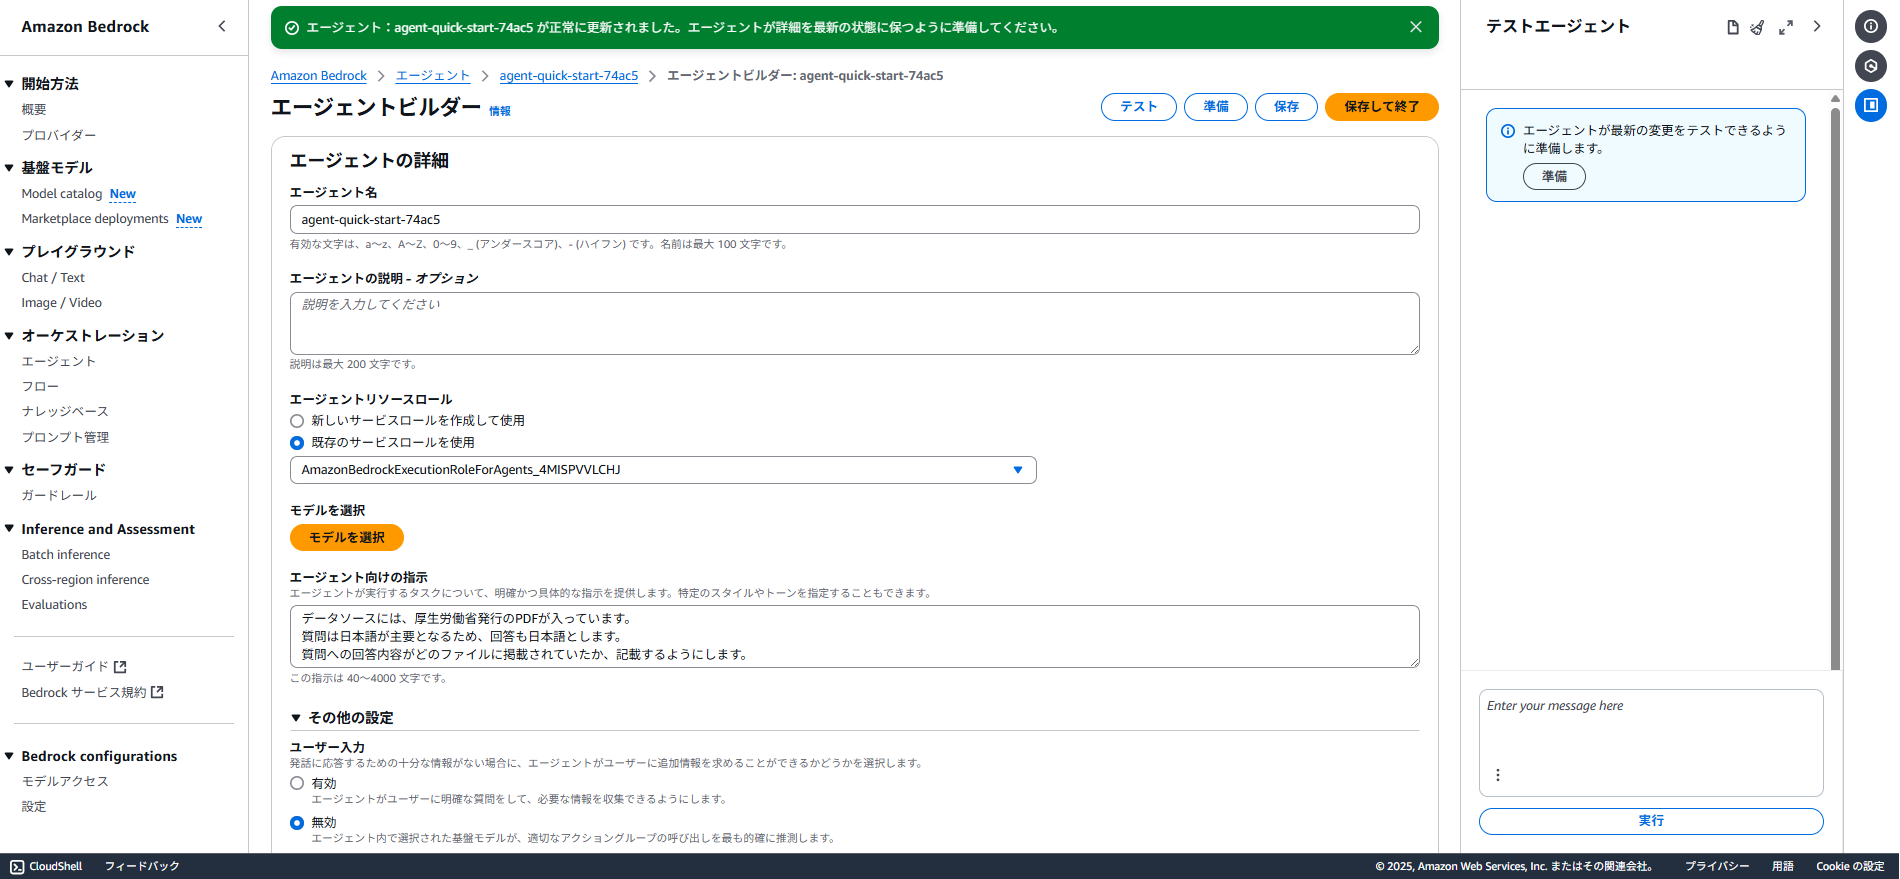 Amazon Bedrock
開始方法
概要
プロバイダー
基盤モデル
Model catalog New
Marketplace deployments New
プレイグラウンド
Chat / Text
Image / Video
オーケストレーション
エージェント
フロー
ナレッジベース
プロンプト管理
セーフガード
ガードレール
Inference and Assessment
Batch inference
Cross-region inference
Evaluations
ユーザーガイド
Bedrock サービス規約
Bedrock configurations
モデルアクセス
設定
エージェント：agent-quick-start-74ac5 が正常に更新されました。エージェントが詳細を最新の状態に保つように準備してください。
Amazon Bedrock > エージェント > agent-quick-start-74ac5 > エージェントビルダー: agent-quick-start-74ac5
エージェントビルダー 情報
テスト 準備 保存 保存して終了
エージェントの詳細
エージェント名
agent-quick-start-74ac5
有効な文字は、a～z、A～Z、0～9、_ (アンダースコア)、- (ハイフン) です。名前は最大 100 文字です。
エージェントの説明 - オプション
説明を入力してください
説明は最大 200 文字です。
エージェントリソースロール
新しいサービスロールを作成して使用
既存のサービスロールを使用
AmazonBedrockExecutionRoleForAgents_4MISPVVLCHJ
モデルを選択
モデルを選択
エージェント向けの指示
エージェントが実行するタスクについて、明確かつ具体的な指示を提供します。特定のスタイルやトーンを指定することもできます。
データソースには、厚生労働省発行のPDFが入っています。
質問は日本語が主要となるため、回答も日本語とします。
質問への回答内容がどのファイルに掲載されていたか、記載するようにします。
この指示は 40～4000 文字です。
その他の設定
ユーザー入力
発話に応答するための十分な情報がない場合に、エージェントがユーザーに追加情報を求めることができるかどうかを選択します。
有効
エージェントがユーザーに明確な質問をして、必要な情報を収集できるようにします。
無効
エージェント内で選択された基盤モデルが、適切なアクショングループの呼び出しを最も的確に推測します。
テストエージェント
エージェントが最新の変更をテストできるよう
に準備します。
準備
Enter your message here
実行
CloudShell フィードバック © 2025, Amazon Web Services, Inc. またはその関連会社。 プライバシー 用語 Cookie の設定